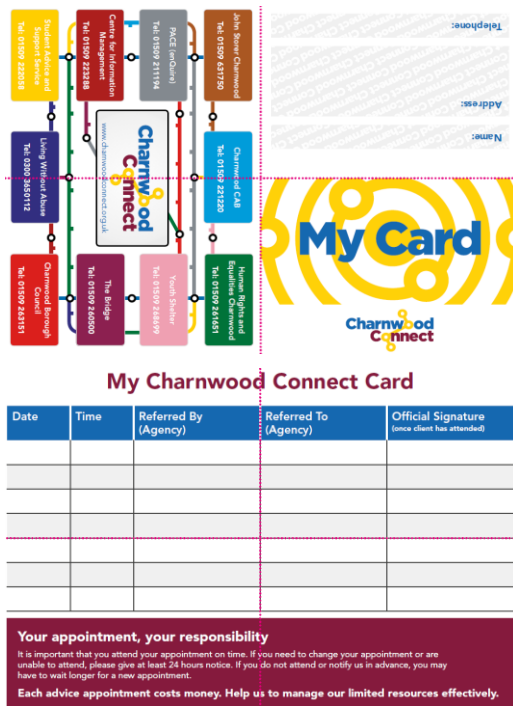 Student Advice and
Support Service
Tel: 01509 222058
Living Without Abuse
Tel: 0300 3650112
Charnwood Borough
Council
Tel: 01509 263151
Centre for Information
Management
Tel: 01509 223288
Charnwood
Connect
www.charnwoodconnect.org.uk
The Bridge
Tel: 01509 260500
PACE (enQuire)
Tel: 01509 211194
Youth Shelter
Tel: 01509 268699
John Storer Charnwood
Tel: 01509 631750
Charnwood CAB
Tel: 01509 221220
Human Rights and
Equalities Charnwood
Tel: 01509 261651
Name:
Address:
Telephone:
My Card
Charnwood
Connect
My Charnwood Connect Card
Date Time Referred By (Agency) Referred To (Agency) Official Signature (once client has attended)
Your appointment, your responsibility
It is important that you attend your appointment on time. If you need to change your appointment or are
unable to attend, please give at least 24 hours notice. If you do not attend or notify us in advance, you may
have to wait longer for a new appointment.
Each advice appointment costs money. Help us to manage our limited resources effectively.